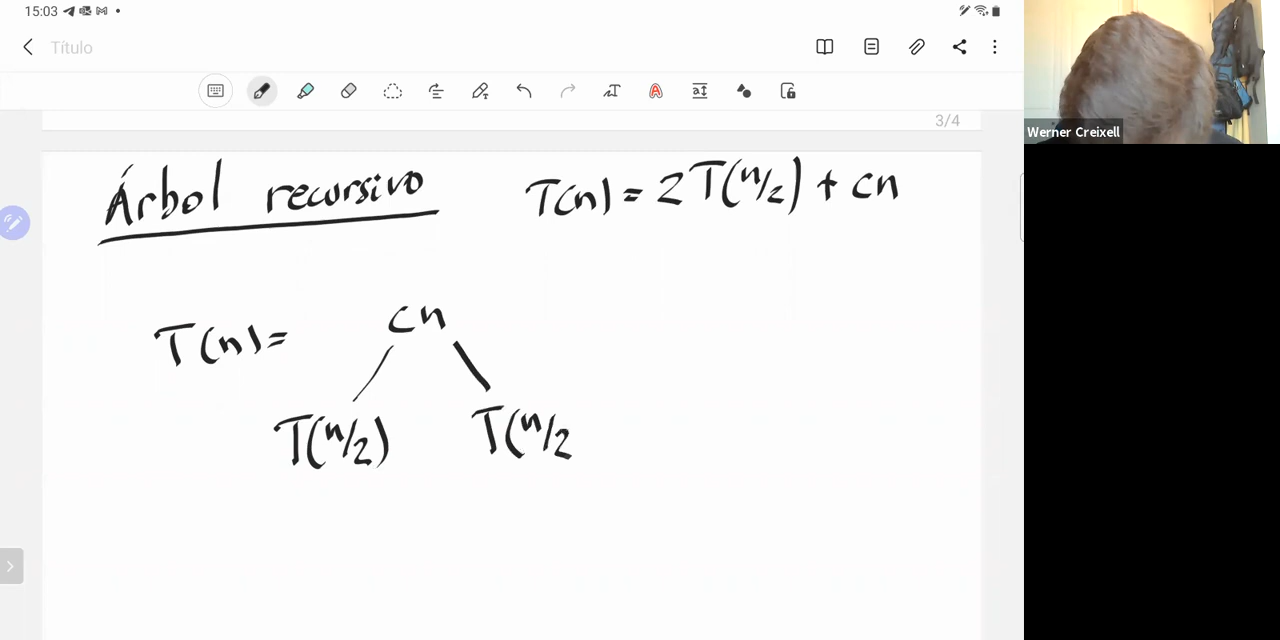 15:03
Título
3/4
Werner Creixell
Árbol recursivo T(n) = 2T(n/2) + cn
T(n) = cn
T(n/2) T(n/2